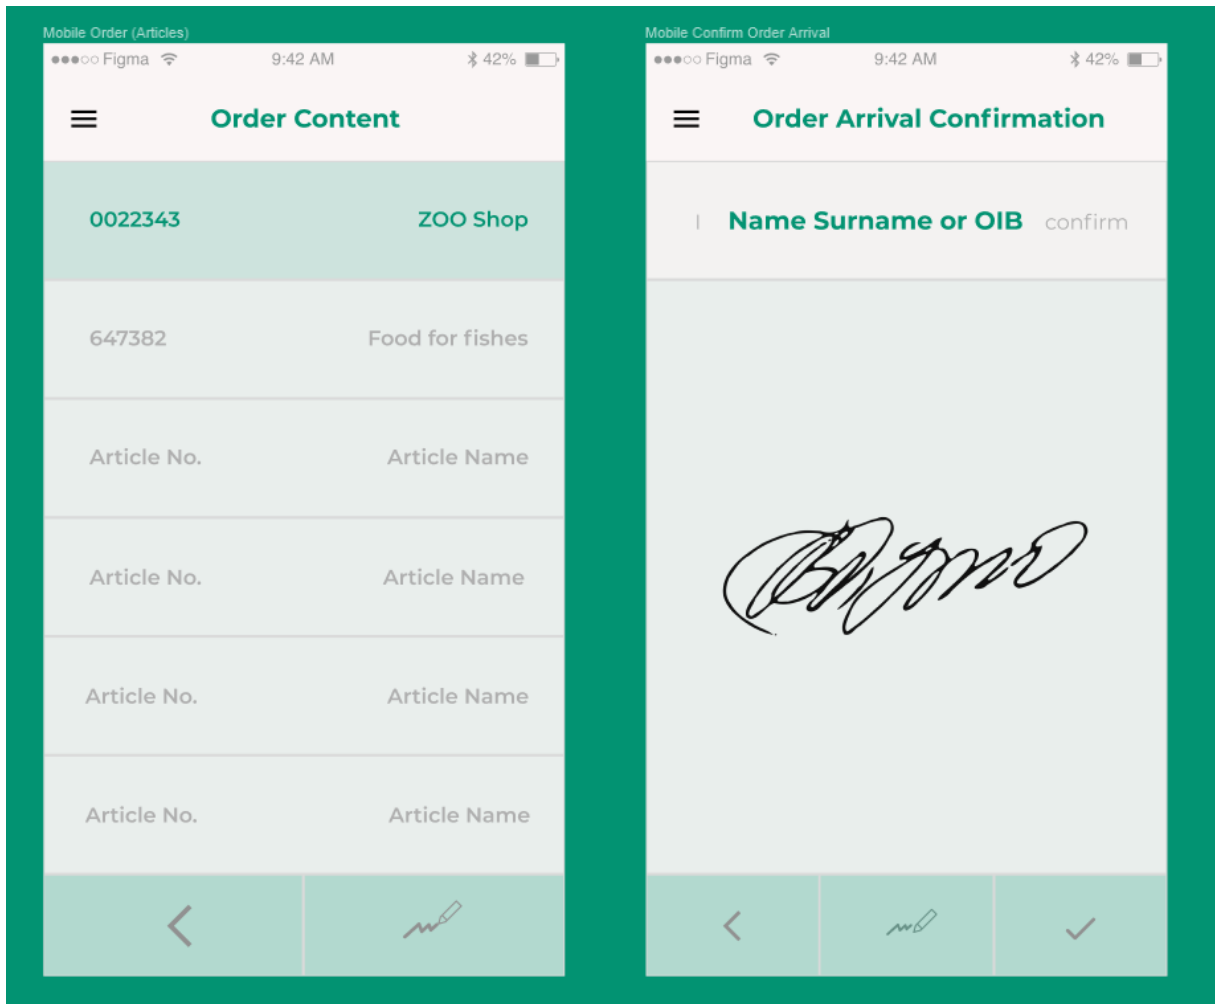 Mobile Order (Articles)
Figma 9:42 AM 42%
Order Content
0022343 ZOO Shop
647382 Food for fishes
Article No. Article Name
Article No. Article Name
Article No. Article Name
Article No. Article Name
Mobile Confirm Order Arrival
Figma 9:42 AM 42%
Order Arrival Confirmation
| Name Surname or OIB confirm